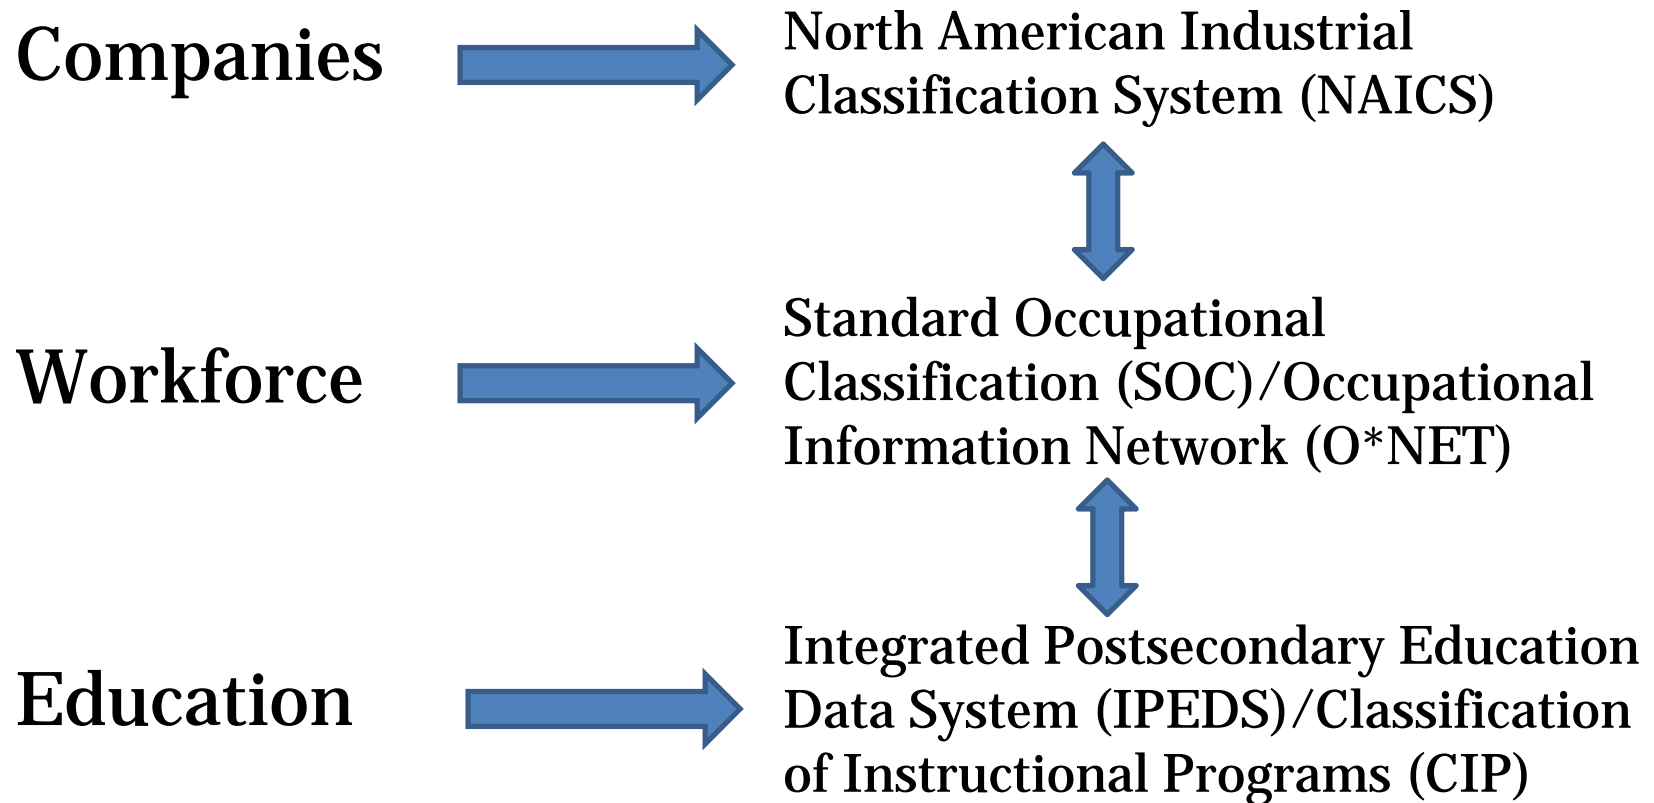 Companies
North American Industrial
Classification System (NAICS)
Workforce
Standard Occupational
Classification (SOC)/Occupational
Information Network (O*NET)
Education
Integrated Postsecondary Education
Data System (IPEDS)/Classification
of Instructional Programs (CIP)